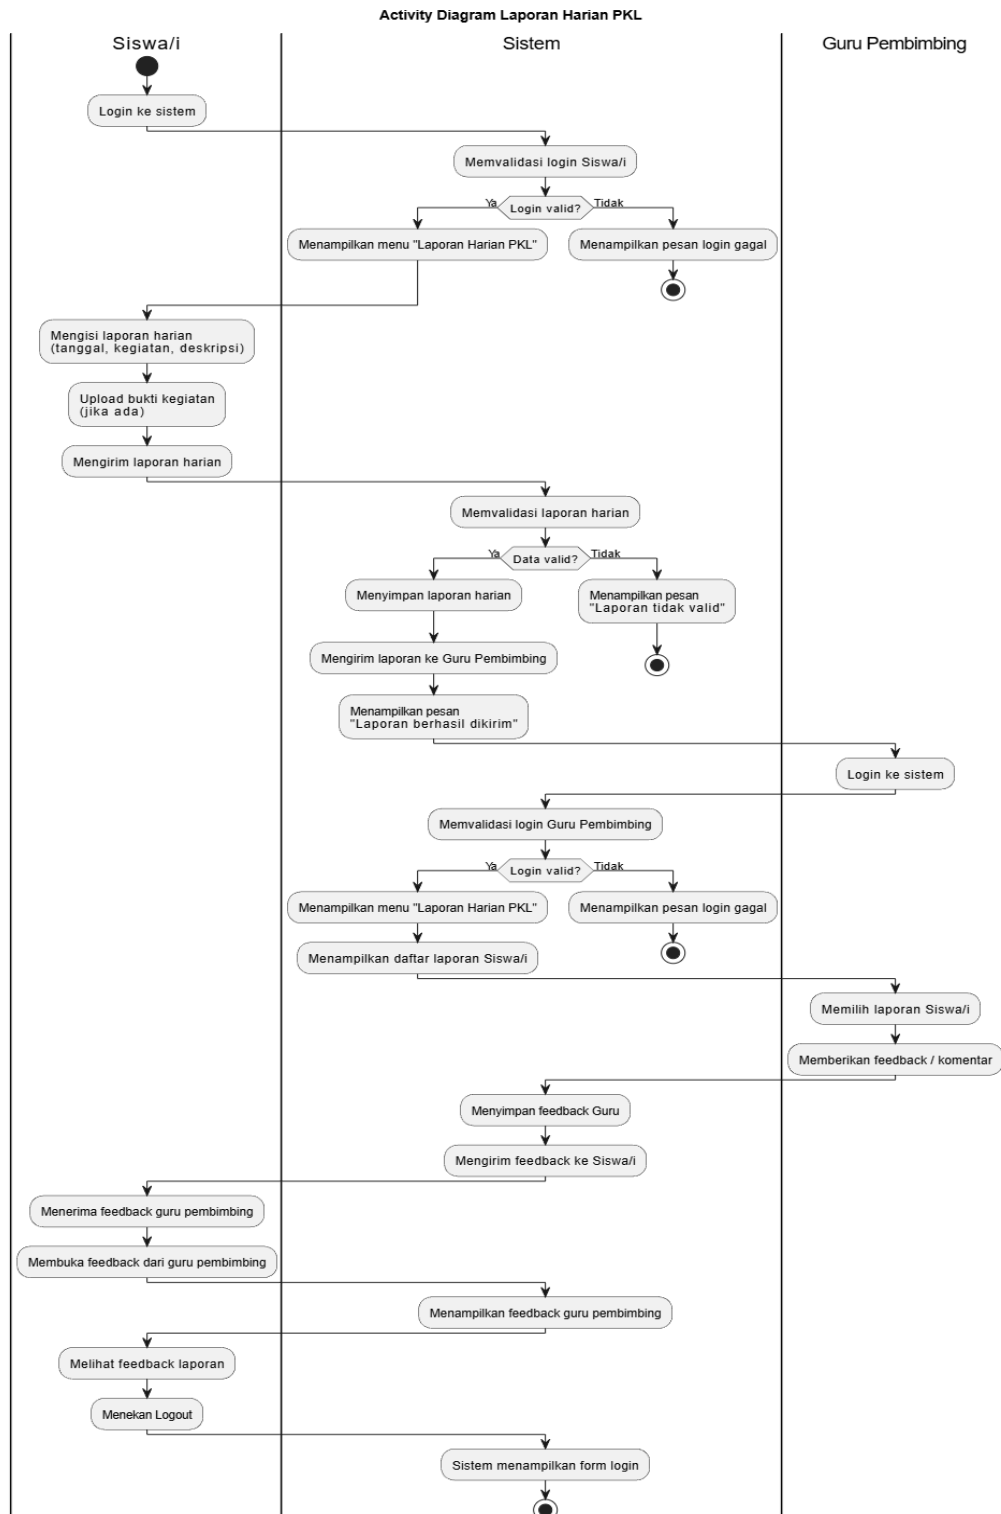 Activity Diagram Laporan Harian PKL
Siswa/i
Sistem
Guru Pembimbing
Login ke sistem
Memvalidasi login Siswa/i
Ya
Login valid?
Tidak
Menampilkan menu "Laporan Harian PKL"
Menampilkan pesan login gagal
Mengisi laporan harian
(tanggal, kegiatan, deskripsi)
Upload bukti kegiatan
(jika ada)
Mengirim laporan harian
Memvalidasi laporan harian
Ya
Data valid?
Tidak
Menyimpan laporan harian
Menampilkan pesan
"Laporan tidak valid"
Mengirim laporan ke Guru Pembimbing
Menampilkan pesan
"Laporan berhasil dikirim"
Login ke sistem
Memvalidasi login Guru Pembimbing
Ya
Login valid?
Tidak
Menampilkan menu "Laporan Harian PKL"
Menampilkan pesan login gagal
Menampilkan daftar laporan Siswa/i
Memilih laporan Siswa/i
Memberikan feedback / komentar
Menyimpan feedback Guru
Mengirim feedback ke Siswa/i
Menerima feedback guru pembimbing
Membuka feedback dari guru pembimbing
Menampilkan feedback guru pembimbing
Melihat feedback laporan
Menekan Logout
Sistem menampilkan form login